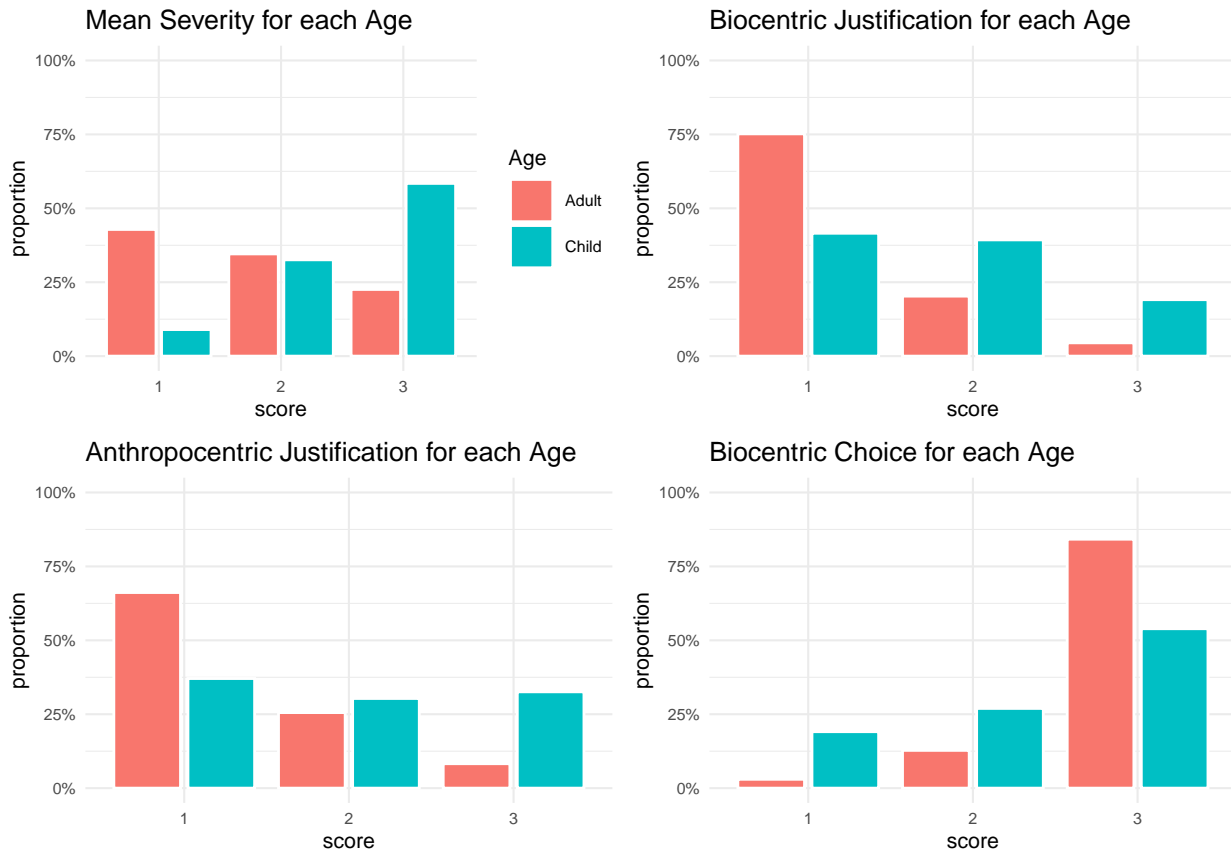 Mean Severity for each Age
100%
75%
50%
25%
0%
proportion
1 2 3
score
Age
Adult
Child
Biocentric Justification for each Age
100%
75%
50%
25%
0%
proportion
1 2 3
score
Anthropocentric Justification for each Age
100%
75%
50%
25%
0%
proportion
1 2 3
score
Biocentric Choice for each Age
100%
75%
50%
25%
0%
proportion
1 2 3
score